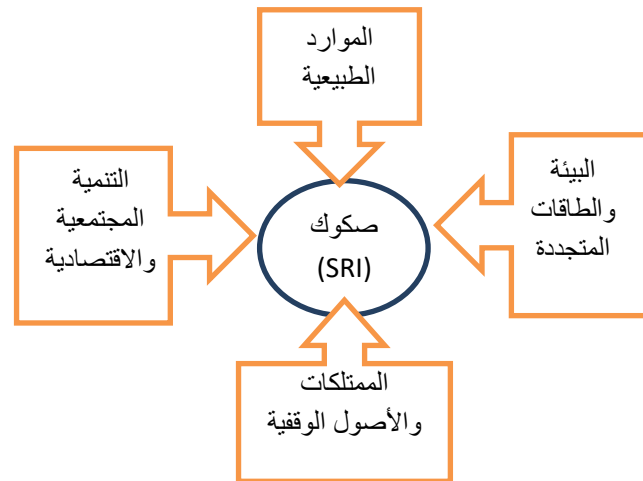 الموارد
الطبيعية
البيئة
والطاقات
المتجددة
صكوك
(SRI)
التنمية
المجتمعية
والاقتصادية
الممتلكات
والأصول الوقفية